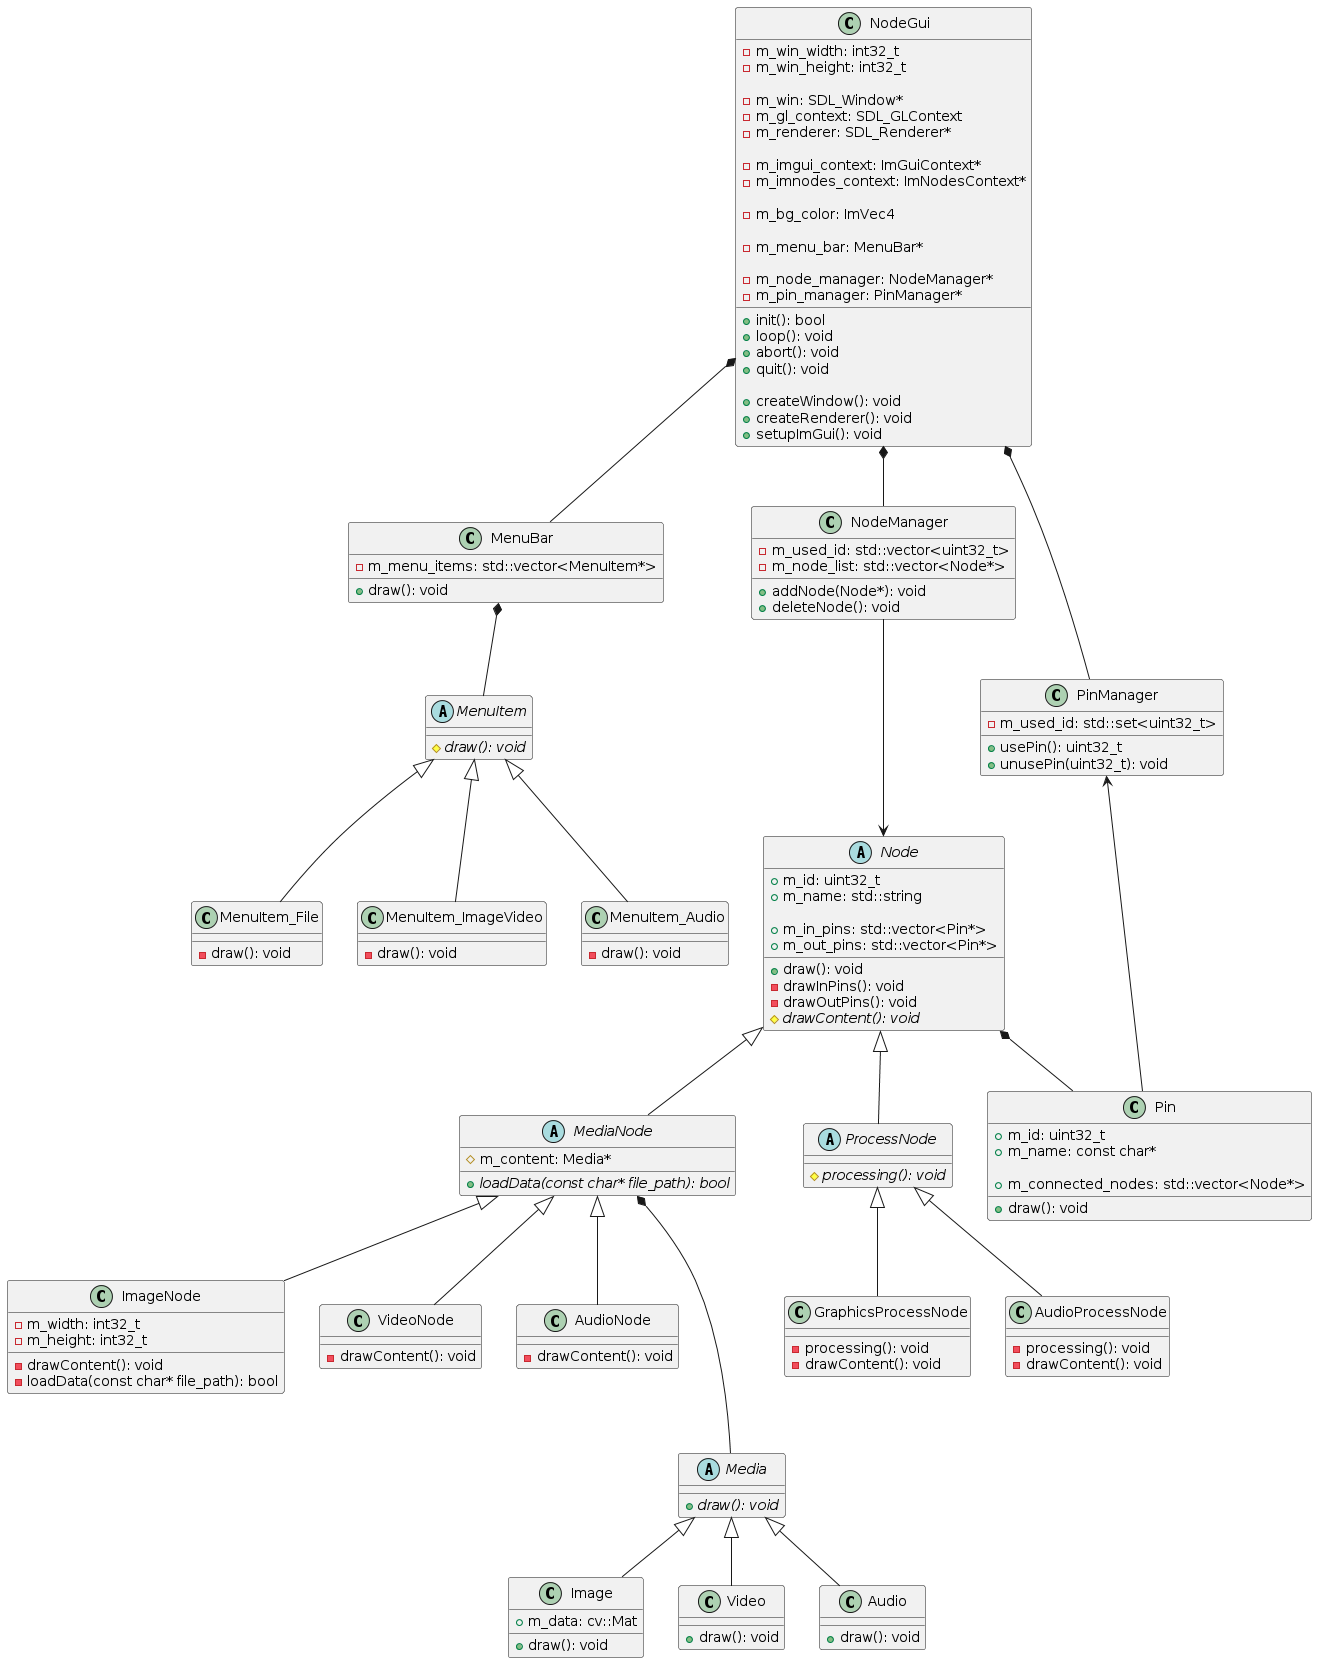 C NodeGui
m_win_width: int32_t
m_win_height: int32_t
m_win: SDL_Window*
m_gl_context: SDL_GLContext
m_renderer: SDL_Renderer*
m_imgui_context: ImGuiContext*
m_imnodes_context: ImNodesContext*
m_bg_color: ImVec4
m_menu_bar: MenuBar*
m_node_manager: NodeManager*
m_pin_manager: PinManager*
init(): bool
loop(): void
abort(): void
quit(): void
createWindow(): void
createRenderer(): void
setupImGui(): void
C MenuBar
m_menu_items: std::vector<MenuItem*>
draw(): void
C NodeManager
m_used_id: std::vector<uint32_t>
m_node_list: std::vector<Node*>
addNode(Node*): void
deleteNode(): void
C PinManager
m_used_id: std::set<uint32_t>
usePin(): uint32_t
unusePin(uint32_t): void
A MenuItem
draw(): void
C MenuItem_File
draw(): void
C MenuItem_ImageVideo
draw(): void
C MenuItem_Audio
draw(): void
A Node
m_id: uint32_t
m_name: std::string
m_in_pins: std::vector<Pin*>
m_out_pins: std::vector<Pin*>
draw(): void
drawInPins(): void
drawOutPins(): void
drawContent(): void
A MediaNode
m_content: Media*
loadData(const char* file_path): bool
A ProcessNode
processing(): void
C Pin
m_id: uint32_t
m_name: const char*
m_connected_nodes: std::vector<Node*>
draw(): void
C ImageNode
m_width: int32_t
m_height: int32_t
drawContent(): void
loadData(const char* file_path): bool
C VideoNode
drawContent(): void
C AudioNode
drawContent(): void
C GraphicsProcessNode
processing(): void
drawContent(): void
C AudioProcessNode
processing(): void
drawContent(): void
A Media
draw(): void
C Image
m_data: cv::Mat
draw(): void
C Video
draw(): void
C Audio
draw(): void